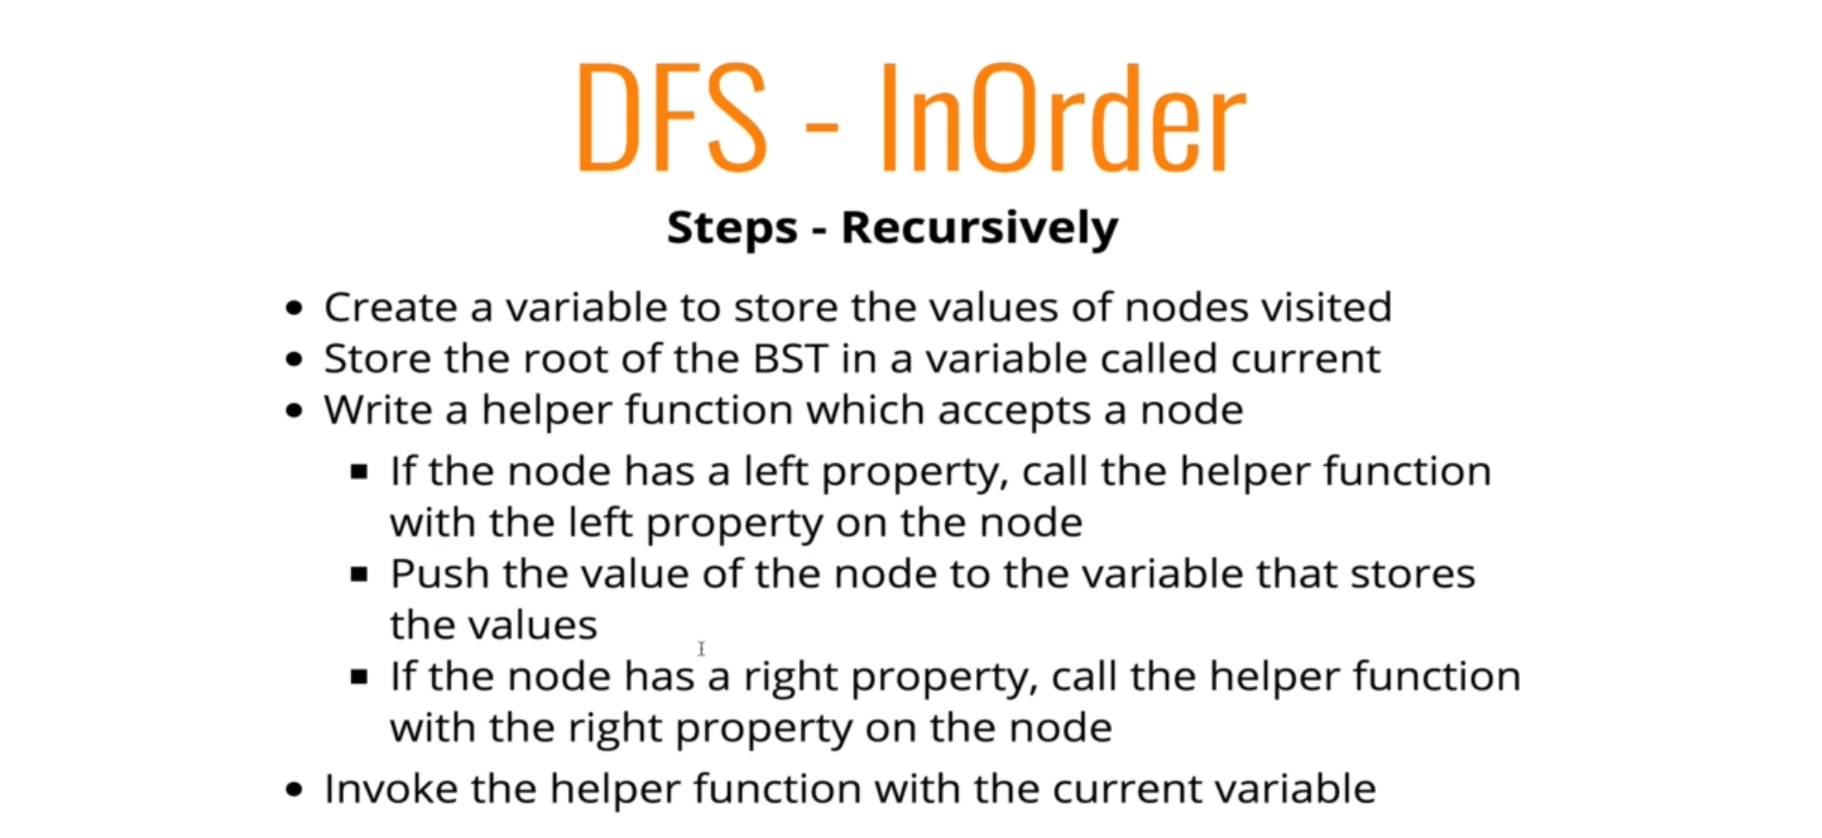 DFS - InOrder
Steps - Recursively
• Create a variable to store the values of nodes visited
• Store the root of the BST in a variable called current
• Write a helper function which accepts a node
▪ If the node has a left property, call the helper function
with the left property on the node
▪ Push the value of the node to the variable that stores
the values
▪ If the node has a right property, call the helper function
with the right property on the node
• Invoke the helper function with the current variable